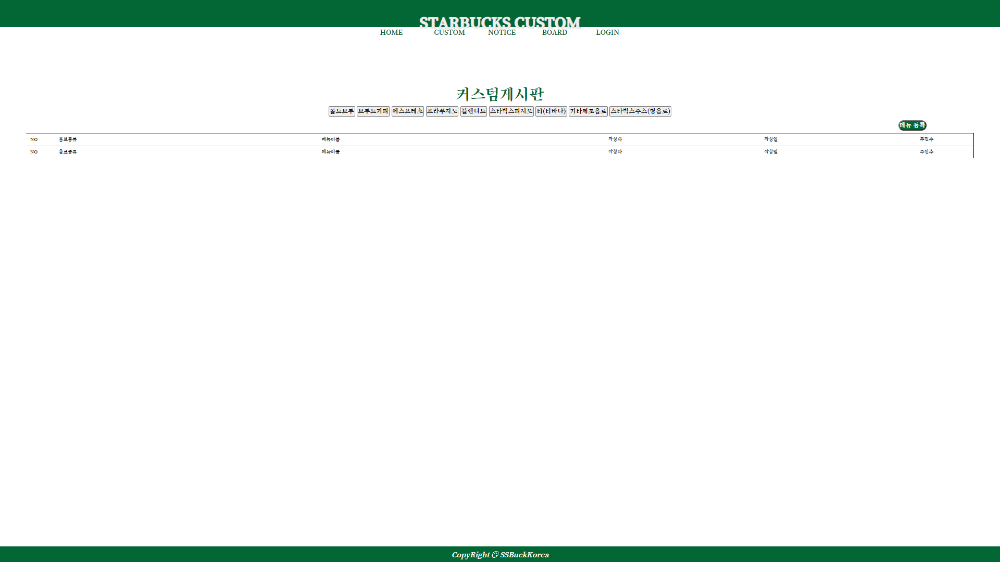 STARBUCKS CUSTOM
HOME CUSTOM NOTICE BOARD LOGIN
커스텀게시판
콜드브루 브루드커피 에스프레소 프라푸치노 블렌디드 스타벅스피지오 티(티바나) 기타제조음료 스타벅스주스(병음료)
메뉴 등록
NO 음료종류 메뉴이름 작성자 작성일 추천수
NO 음료종류 메뉴이름 작성자 작성일 추천수
CopyRight © SSBuckKorea